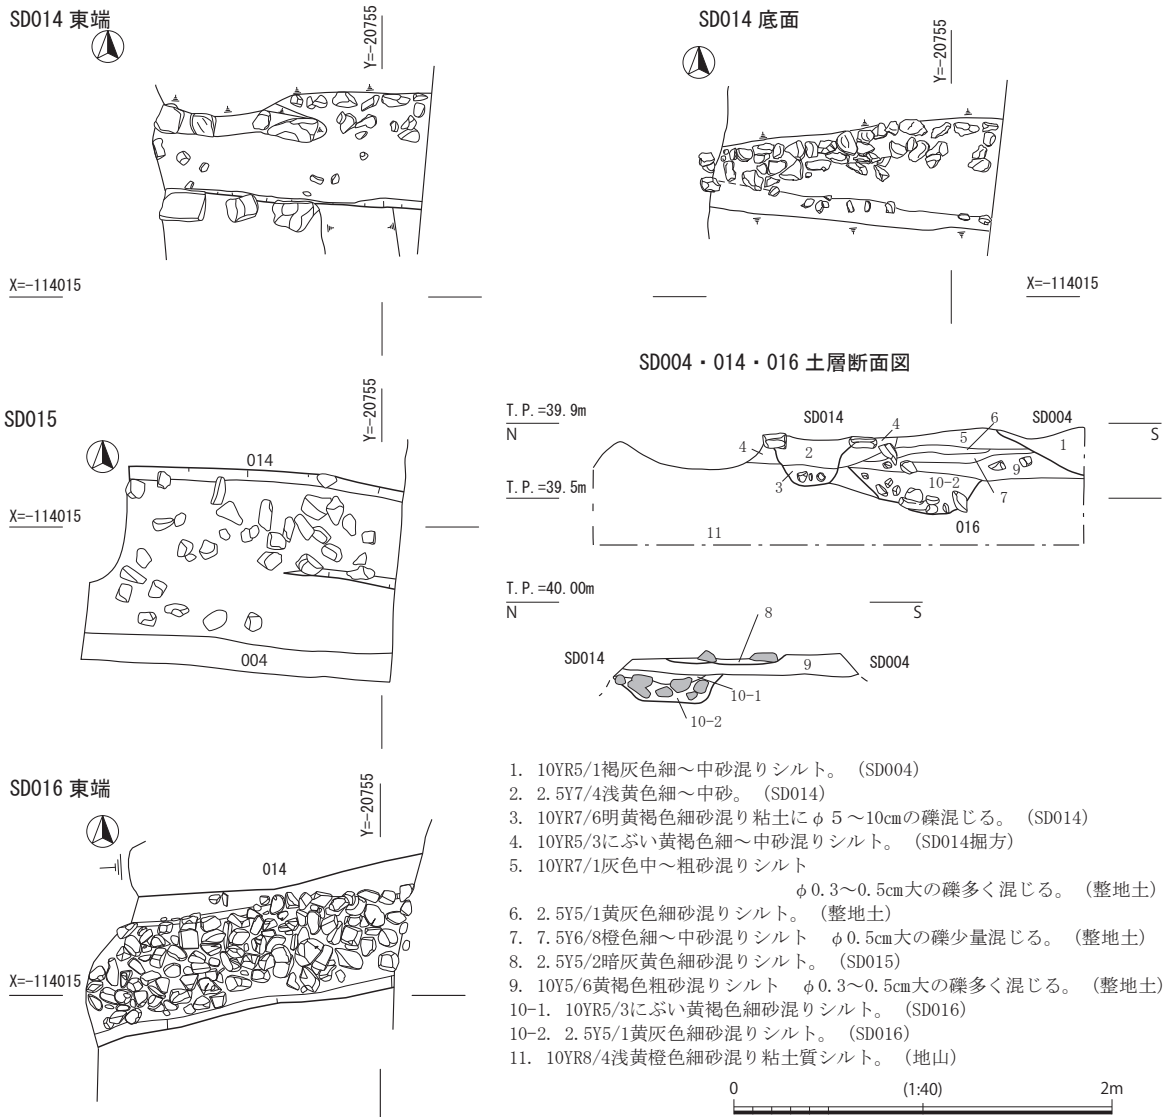 SD014 東端
Y=-20755
X=-114015
SD014 底面
Y=-20755
X=-114015
SD015
Y=-20755
014
X=-114015
004
SD004・014・016 土層断面図
T.P.=39.9m
N
SD014
4
6
SD004
S
4
2
5
1
9
3
10-2
7
T.P.=39.5m
016
11
T.P.=40.00m
N
S
8
SD014
9
SD004
10-1
10-2
SD016 東端
Y=-20755
014
X=-114015
1. 10YR5/1褐灰色細～中砂混りシルト。（SD004）
2. 2.5Y7/4浅黄色細～中砂。（SD014）
3. 10YR7/6明黄褐色細砂混り粘土にφ５～10cmの礫混じる。（SD014）
4. 10YR5/3にぶい黄褐色細～中砂混りシルト。（SD014掘方）
5. 10YR7/1灰色中～粗砂混りシルト
φ0.3～0.5cm大の礫多く混じる。（整地土）
6. 2.5Y5/1黄灰色細砂混りシルト。（整地土）
7. 7.5Y6/8橙色細～中砂混りシルト　φ0.5cm大の礫少量混じる。（整地土）
8. 2.5Y5/2暗灰黄色細砂混りシルト。（SD015）
9. 10Y5/6黄褐色粗砂混りシルト　φ0.3～0.5cm大の礫多く混じる。（整地土）
10-1. 10YR5/3にぶい黄褐色細砂混りシルト。（SD016）
10-2. 2.5Y5/1黄灰色細砂混りシルト。（SD016）
11. 10YR8/4浅黄橙色細砂混り粘土質シルト。（地山）
0
(1:40)
2m